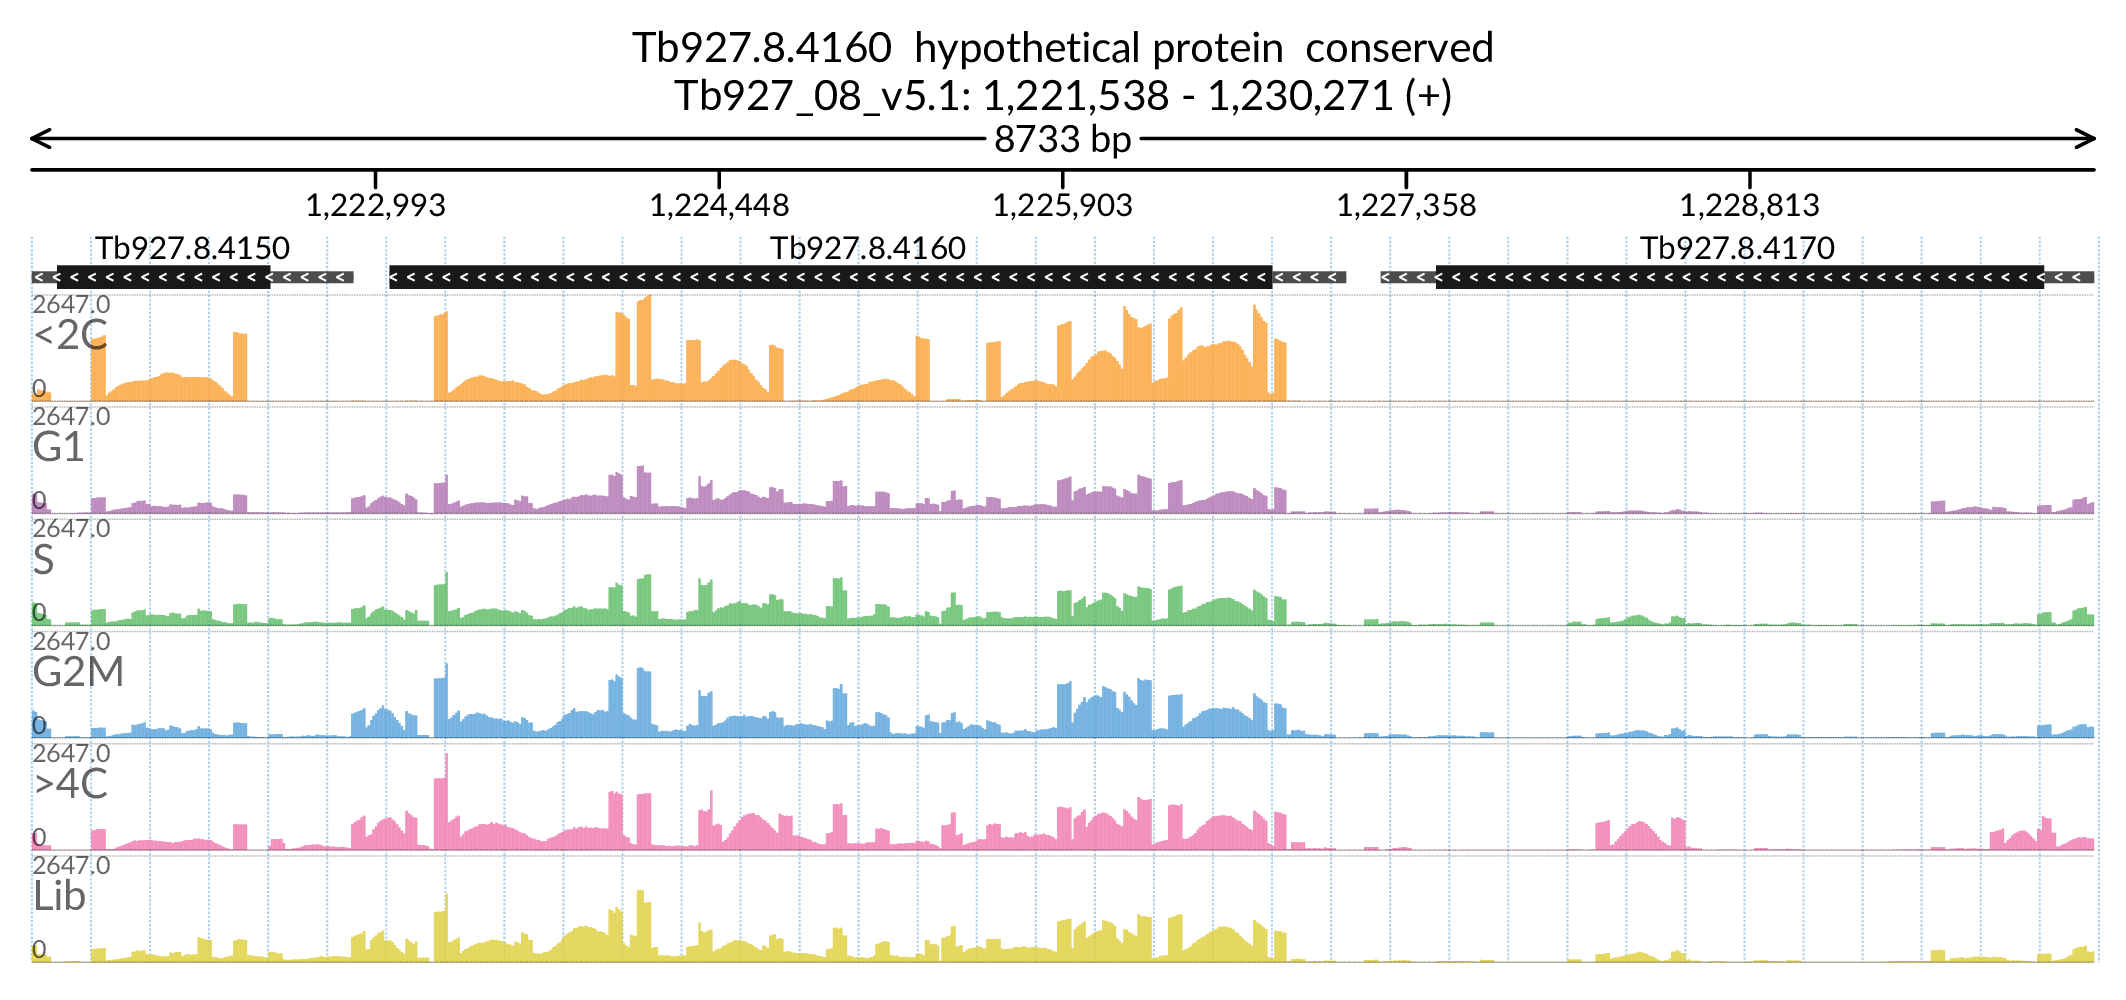 Tb927.8.4160 hypothetical protein conserved
Tb927_08_v5.1: 1,221,538 - 1,230,271 (+)
8733 bp
1,222,993 1,224,448 1,225,903 1,227,358 1,228,813
Tb927.8.4150 Tb927.8.4160 Tb927.8.4170
2647.0
<2C
0
2647.0
G1
0
2647.0
S
0
2647.0
G2M
0
2647.0
>4C
0
2647.0
Lib
0